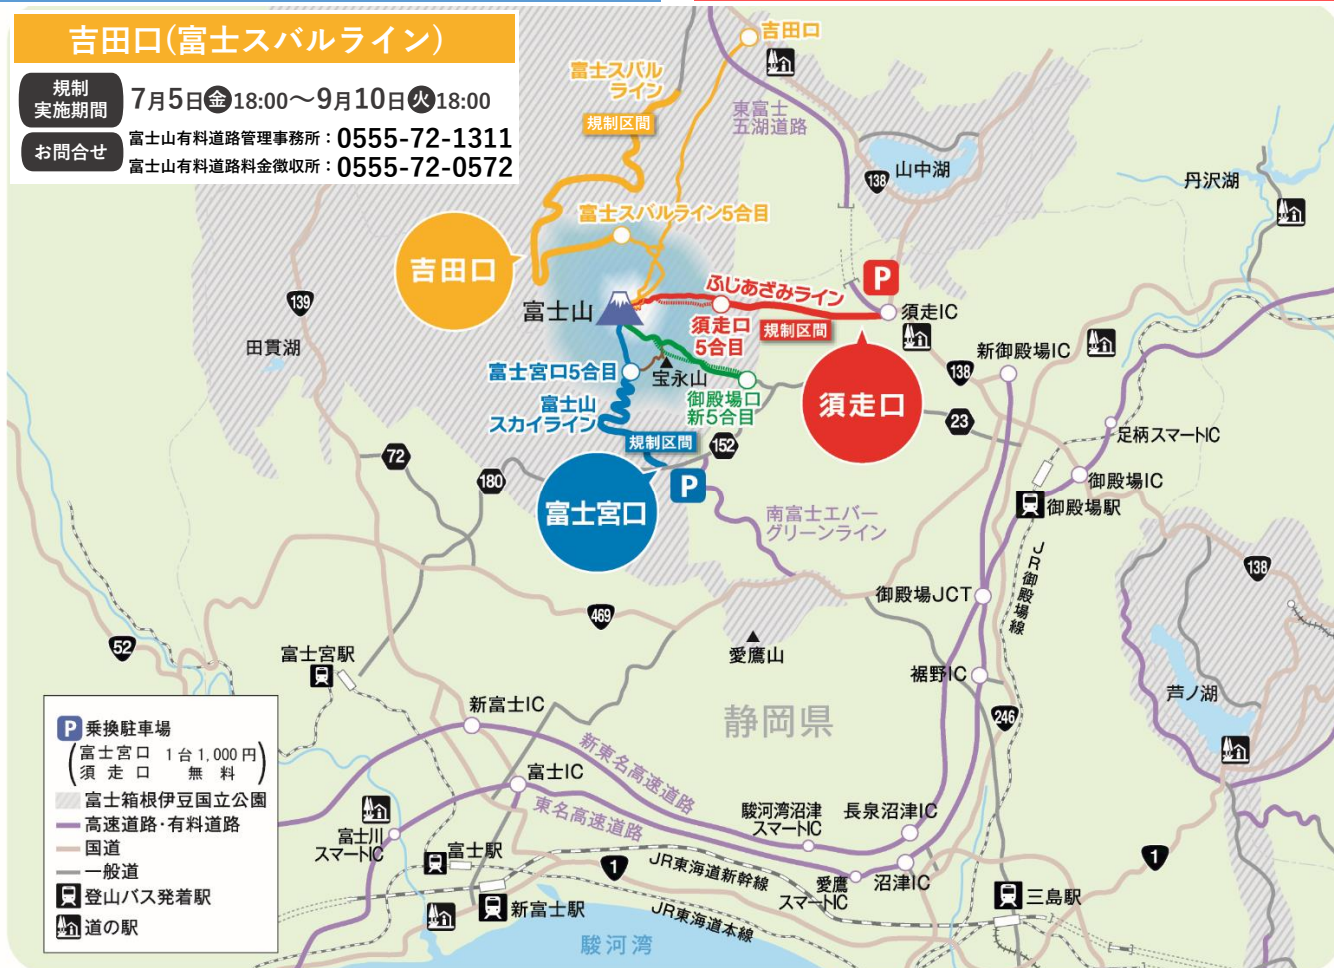 吉田口(富士スバルライン)
規制
実施期間
7月5日金18:00～9月10日火18:00
お問合せ
富士山有料道路管理事務所：0555-72-1311
富士山有料道路料金徴収所：0555-72-0572
吉田口
富士スバル
ライン
規制区間
東富士
五湖道路
138
山中湖
丹沢湖
富士スバルライン5合目
吉田口
139
田貫湖
富士山
ふじあざみライン
P
須走IC
須走口
5合目
規制区間
須走口
新御殿場IC
138
富士宮口5合目
宝永山
御殿場口
新5合目
富士山
スカイライン
規制区間
152
23
足柄スマートIC
72
180
P
富士宮口
御殿場IC
御殿場駅
南富士エバー
グリーンライン
JR御殿場線
138
御殿場JCT
469
52
富士宮駅
愛鷹山
裾野IC
芦ノ湖
246
静岡県
新富士IC
新東名高速道路
富士IC
東名高速道路
駿河湾沼津
スマートIC
長泉沼津IC
富士川
スマートIC
富士駅
1
JR東海道新幹線
愛鷹
スマートIC
沼津IC
1
三島駅
新富士駅
JR東海道本線
駿河湾
P 乗換駐車場
(富士宮口 1台1,000円
須走口 無料)
富士箱根伊豆国立公園
高速道路・有料道路
国道
一般道
登山バス発着駅
道の駅